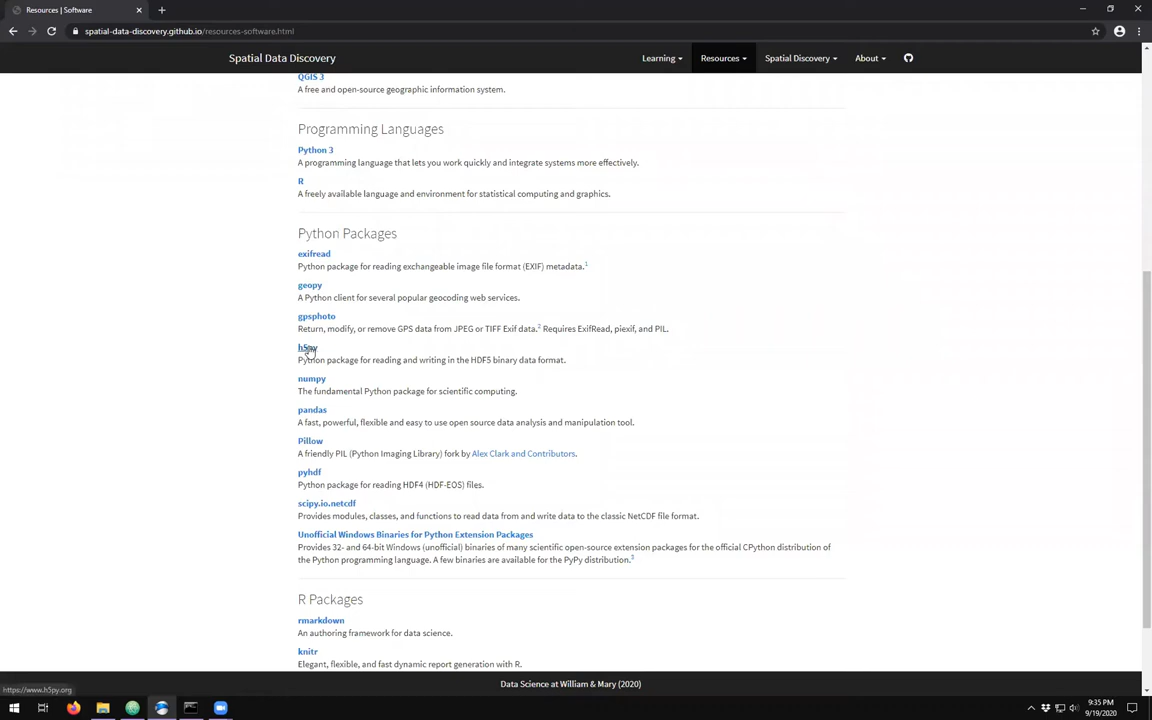 Resources | Software
spatial-data-discovery.github.io/resources-software.html
Spatial Data Discovery
Learning
Resources
Spatial Discovery
About
QGIS 3
A free and open-source geographic information system.
Programming Languages
Python 3
A programming language that lets you work quickly and integrate systems more effectively.
R
A freely available language and environment for statistical computing and graphics.
Python Packages
exifread
Python package for reading exchangeable image file format (EXIF) metadata.1
geopy
A Python client for several popular geocoding web services.
gpsphoto
Return, modify, or remove GPS data from JPEG or TIFF Exif data.2 Requires ExifRead, piexif, and PIL.
h5py
Python package for reading and writing in the HDF5 binary data format.
numpy
The fundamental Python package for scientific computing.
pandas
A fast, powerful, flexible and easy to use open source data analysis and manipulation tool.
Pillow
A friendly PIL (Python Imaging Library) fork by Alex Clark and Contributors.
pyhdf
Python package for reading HDF4 (HDF-EOS) files.
scipy.io.netcdf
Provides modules, classes, and functions to read data from and write data to the classic NetCDF file format.
Unofficial Windows Binaries for Python Extension Packages
Provides 32- and 64-bit Windows (unofficial) binaries of many scientific open-source extension packages for the official CPython distribution of
the Python programming language. A few binaries are available for the PyPy distribution.3
R Packages
rmarkdown
An authoring framework for data science.
knitr
Elegant, flexible, and fast dynamic report generation with R.
Data Science at William & Mary (2020)
https://www.h5py.org
9:35 PM
9/19/2020